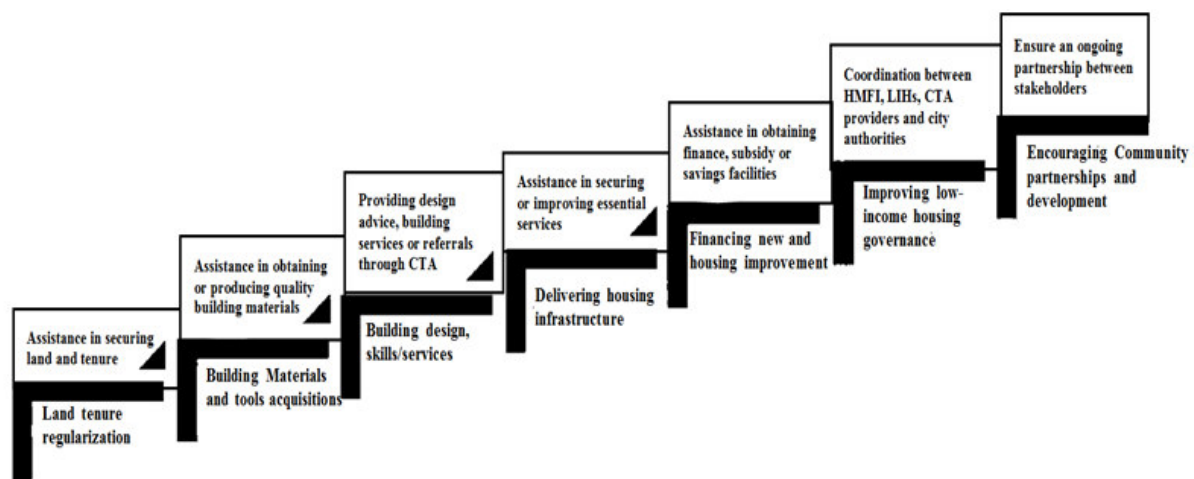 Assistance in securing
land and tenure
Land tenure
regularization
Assistance in obtaining
or producing quality
building materials
Building Materials
and tools acquisitions
Providing design
advice, building
services or referrals
through CTA
Building design,
skills/services
Assistance in securing
or improving essential
services
Delivering housing
infrastructure
Assistance in obtaining
finance, subsidy or
savings facilities
Financing new and
housing improvement
Coordination between
HMFI, LIHs, CTA
providers and city
authorities
Improving low-
income housing
governance
Ensure an ongoing
partnership between
stakeholders
Encouraging Community
partnerships and
development